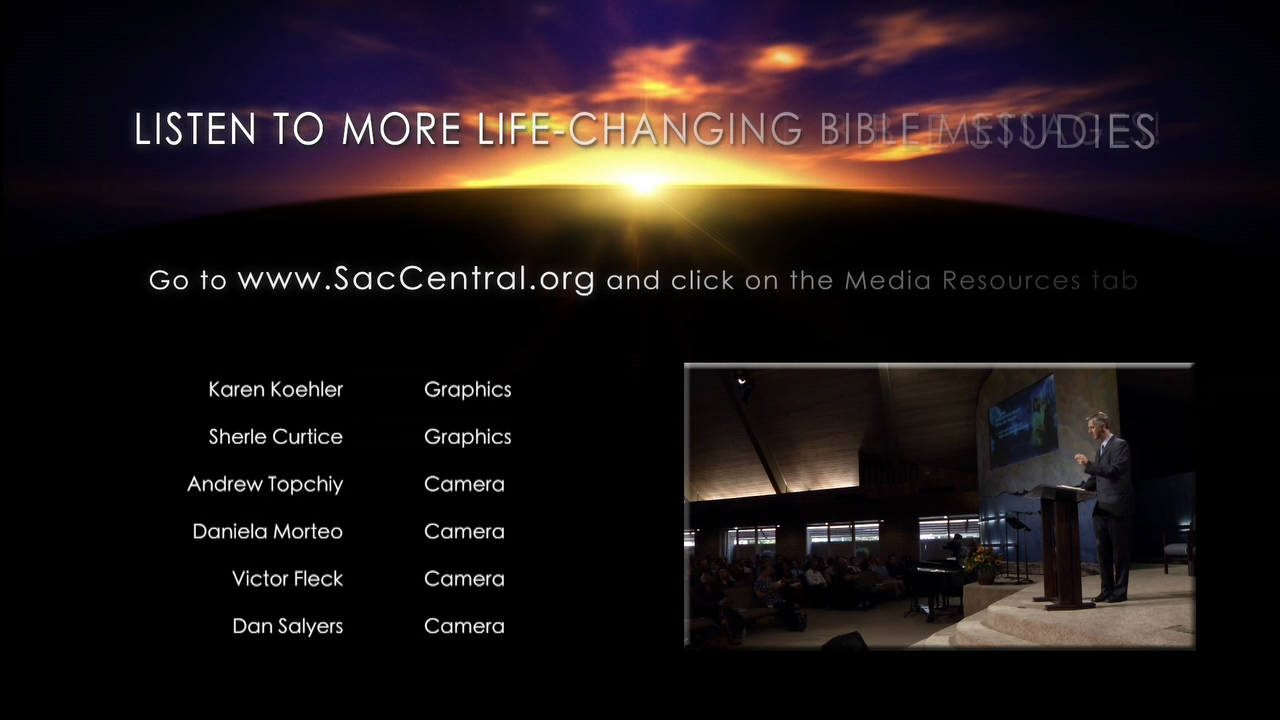 LISTEN TO MORE LIFE-CHANGING BIBLE
Go to www.SacCentral.org and click on the Media Resources tab
Karen Koehler Graphics
Sherle Curtice Graphics
Andrew Topchiy Camera
Daniela Morteo Camera
Victor Fleck Camera
Dan Salyers Camera